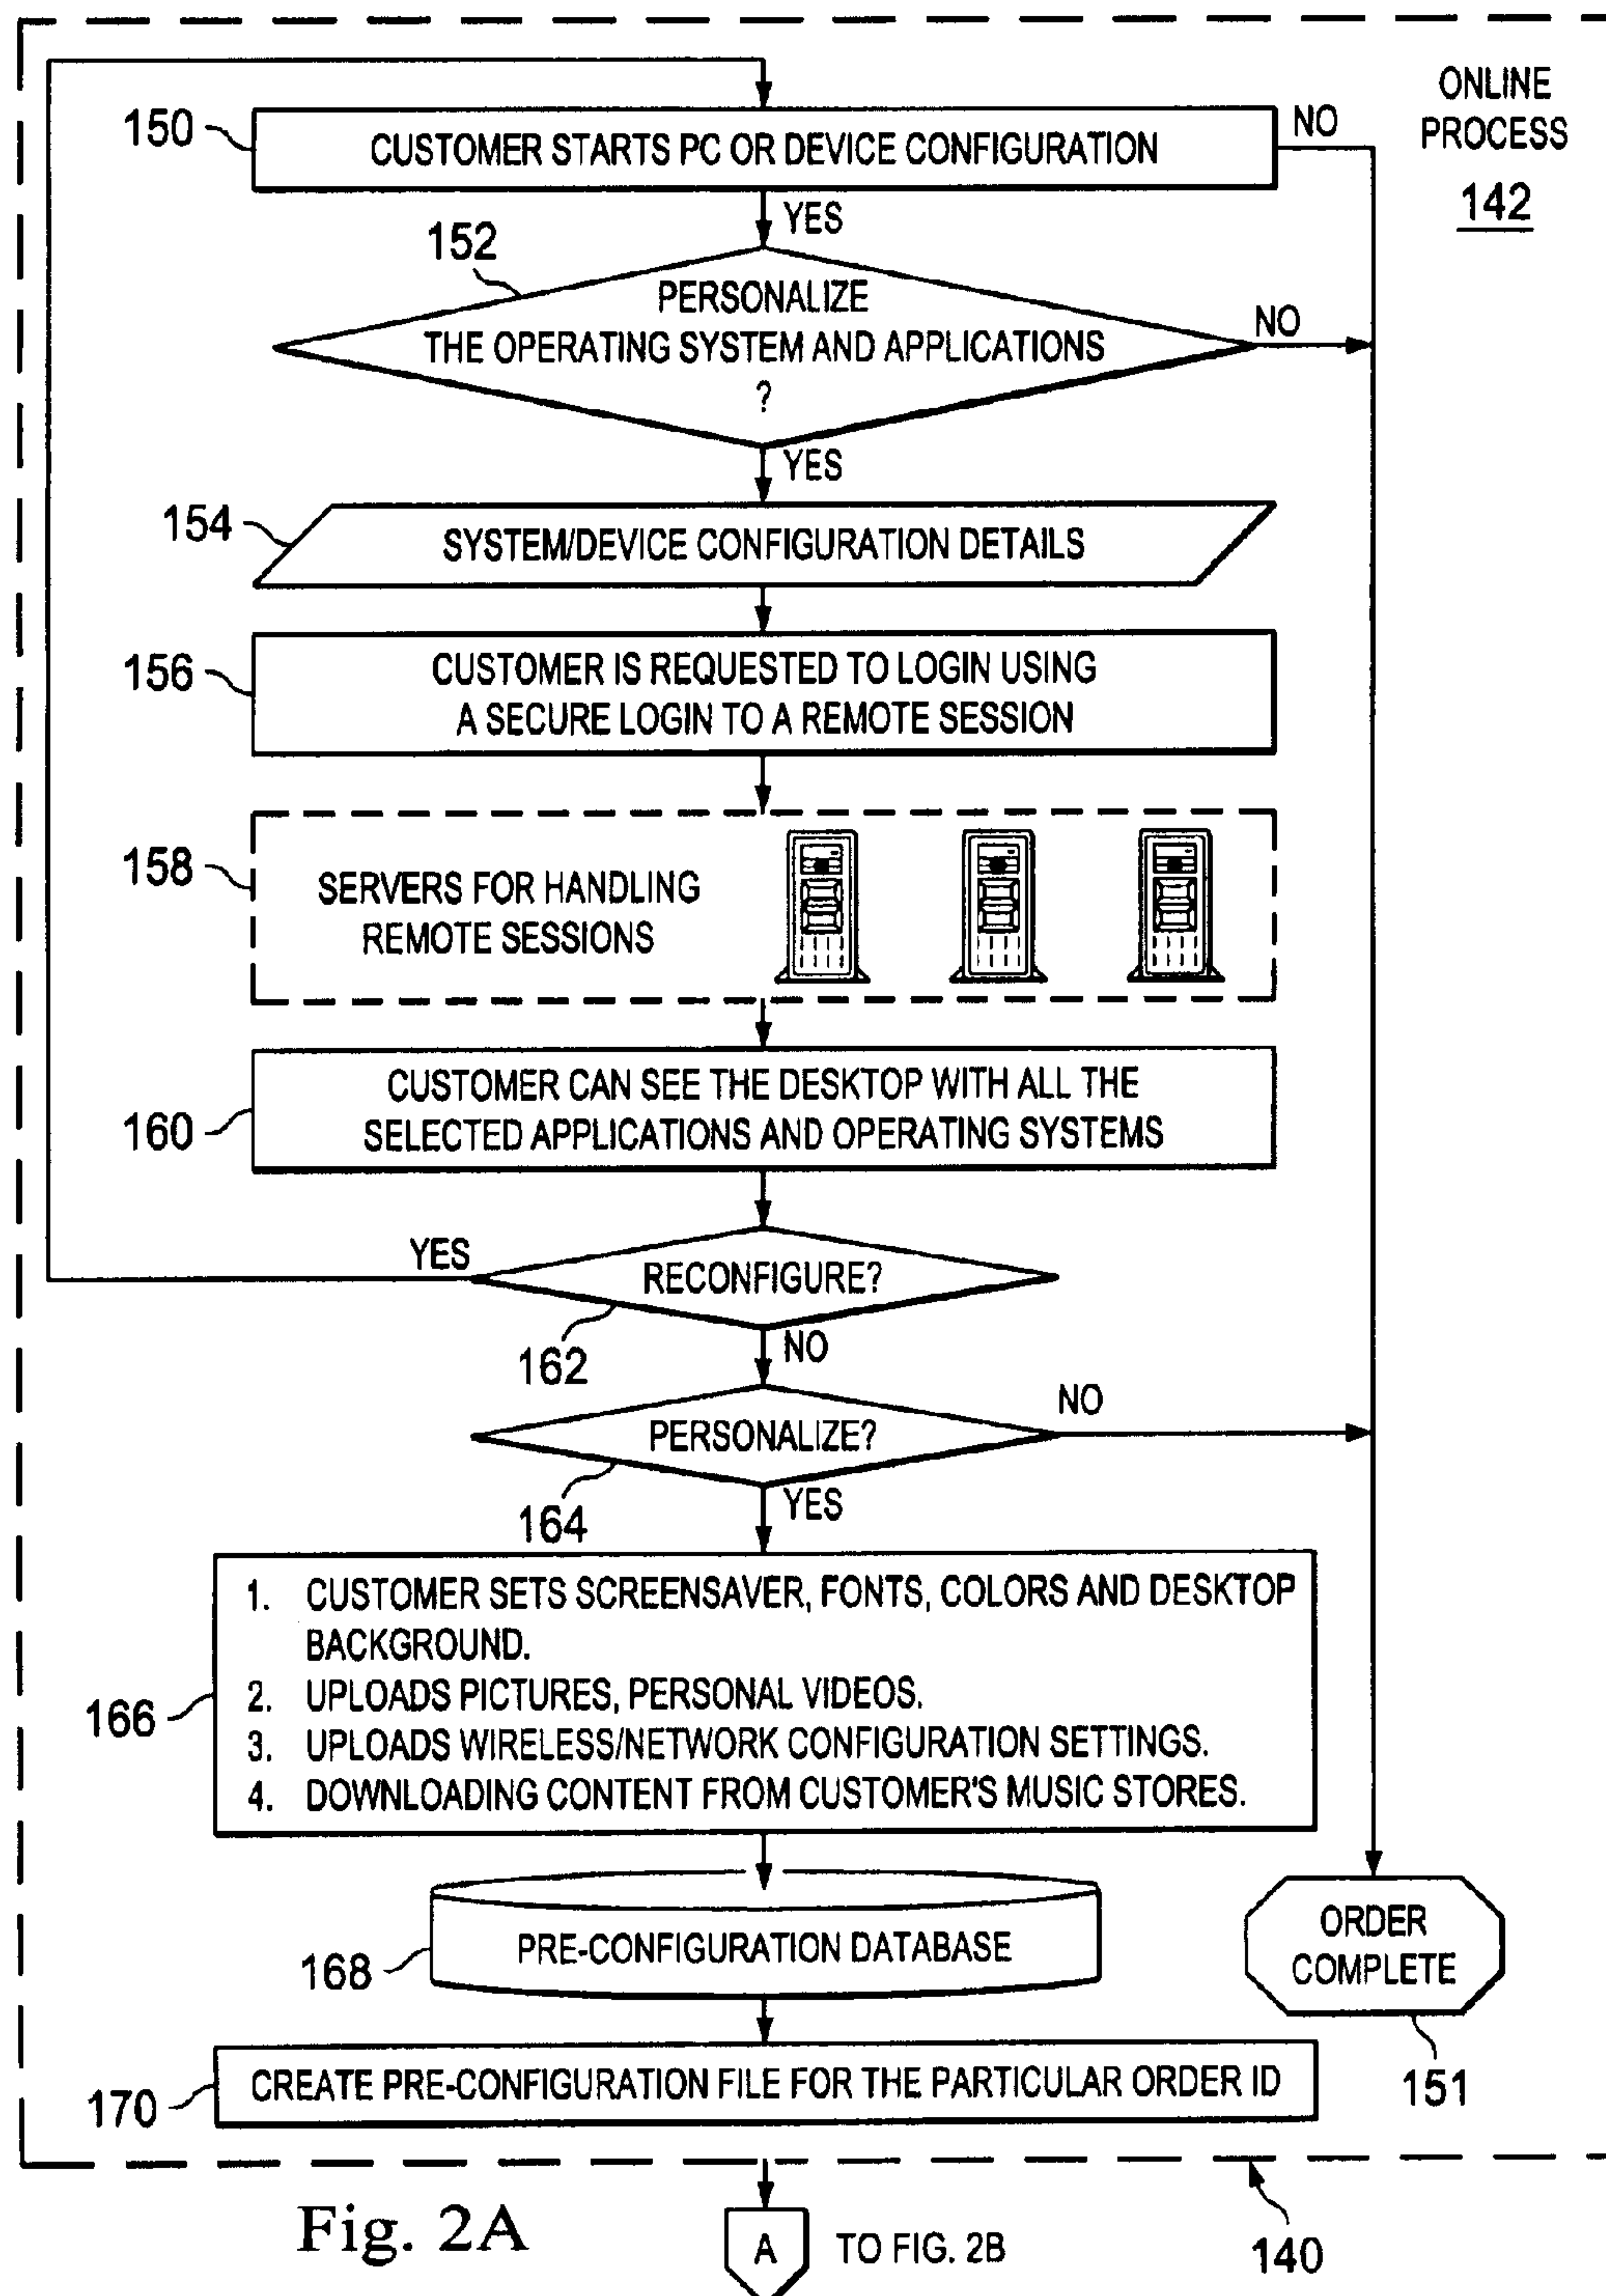 ONLINE
PROCESS
142
150
CUSTOMER STARTS PC OR DEVICE CONFIGURATION
NO
YES
152
PERSONALIZE
THE OPERATING SYSTEM AND APPLICATIONS
?
NO
YES
154
SYSTEM/DEVICE CONFIGURATION DETAILS
156
CUSTOMER IS REQUESTED TO LOGIN USING
A SECURE LOGIN TO A REMOTE SESSION
158
SERVERS FOR HANDLING
REMOTE SESSIONS
160
CUSTOMER CAN SEE THE DESKTOP WITH ALL THE
SELECTED APPLICATIONS AND OPERATING SYSTEMS
YES
RECONFIGURE?
162
NO
PERSONALIZE?
NO
164
YES
166
1. CUSTOMER SETS SCREENSAVER, FONTS, COLORS AND DESKTOP
BACKGROUND.
2. UPLOADS PICTURES, PERSONAL VIDEOS.
3. UPLOADS WIRELESS/NETWORK CONFIGURATION SETTINGS.
4. DOWNLOADING CONTENT FROM CUSTOMER'S MUSIC STORES.
168
PRE-CONFIGURATION DATABASE
ORDER
COMPLETE
151
170
CREATE PRE-CONFIGURATION FILE FOR THE PARTICULAR ORDER ID
Fig. 2A
A
TO FIG. 2B
140